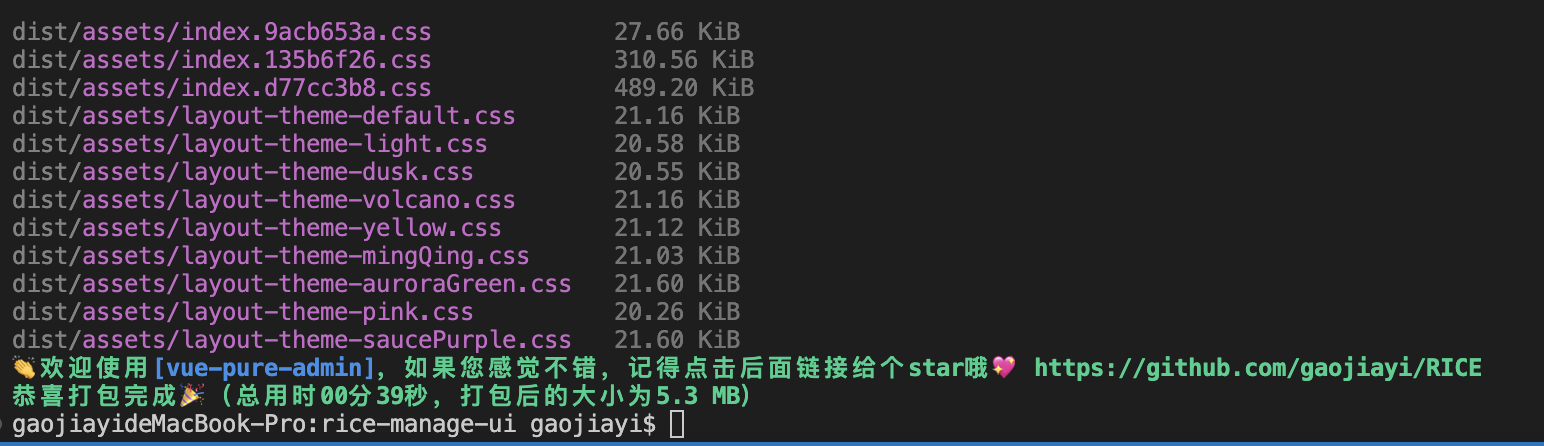 dist/assets/index.9acb653a.css 27.66 KiB
dist/assets/index.135b6f26.css 310.56 KiB
dist/assets/index.d77cc3b8.css 489.20 KiB
dist/assets/layout-theme-default.css 21.16 KiB
dist/assets/layout-theme-light.css 20.58 KiB
dist/assets/layout-theme-dusk.css 20.55 KiB
dist/assets/layout-theme-volcano.css 21.16 KiB
dist/assets/layout-theme-yellow.css 21.12 KiB
dist/assets/layout-theme-mingQing.css 21.03 KiB
dist/assets/layout-theme-auroraGreen.css 21.60 KiB
dist/assets/layout-theme-pink.css 20.26 KiB
dist/assets/layout-theme-saucePurple.css 21.60 KiB
👏欢迎使用[vue-pure-admin]，如果您感觉不错，记得点击后面链接给个star哦💖 https://github.com/gaojiayi/RICE
恭喜打包完成🎉（总用时00分39秒，打包后的大小为5.3 MB）
gaojiayideMacBook-Pro:rice-manage-ui gaojiayi$